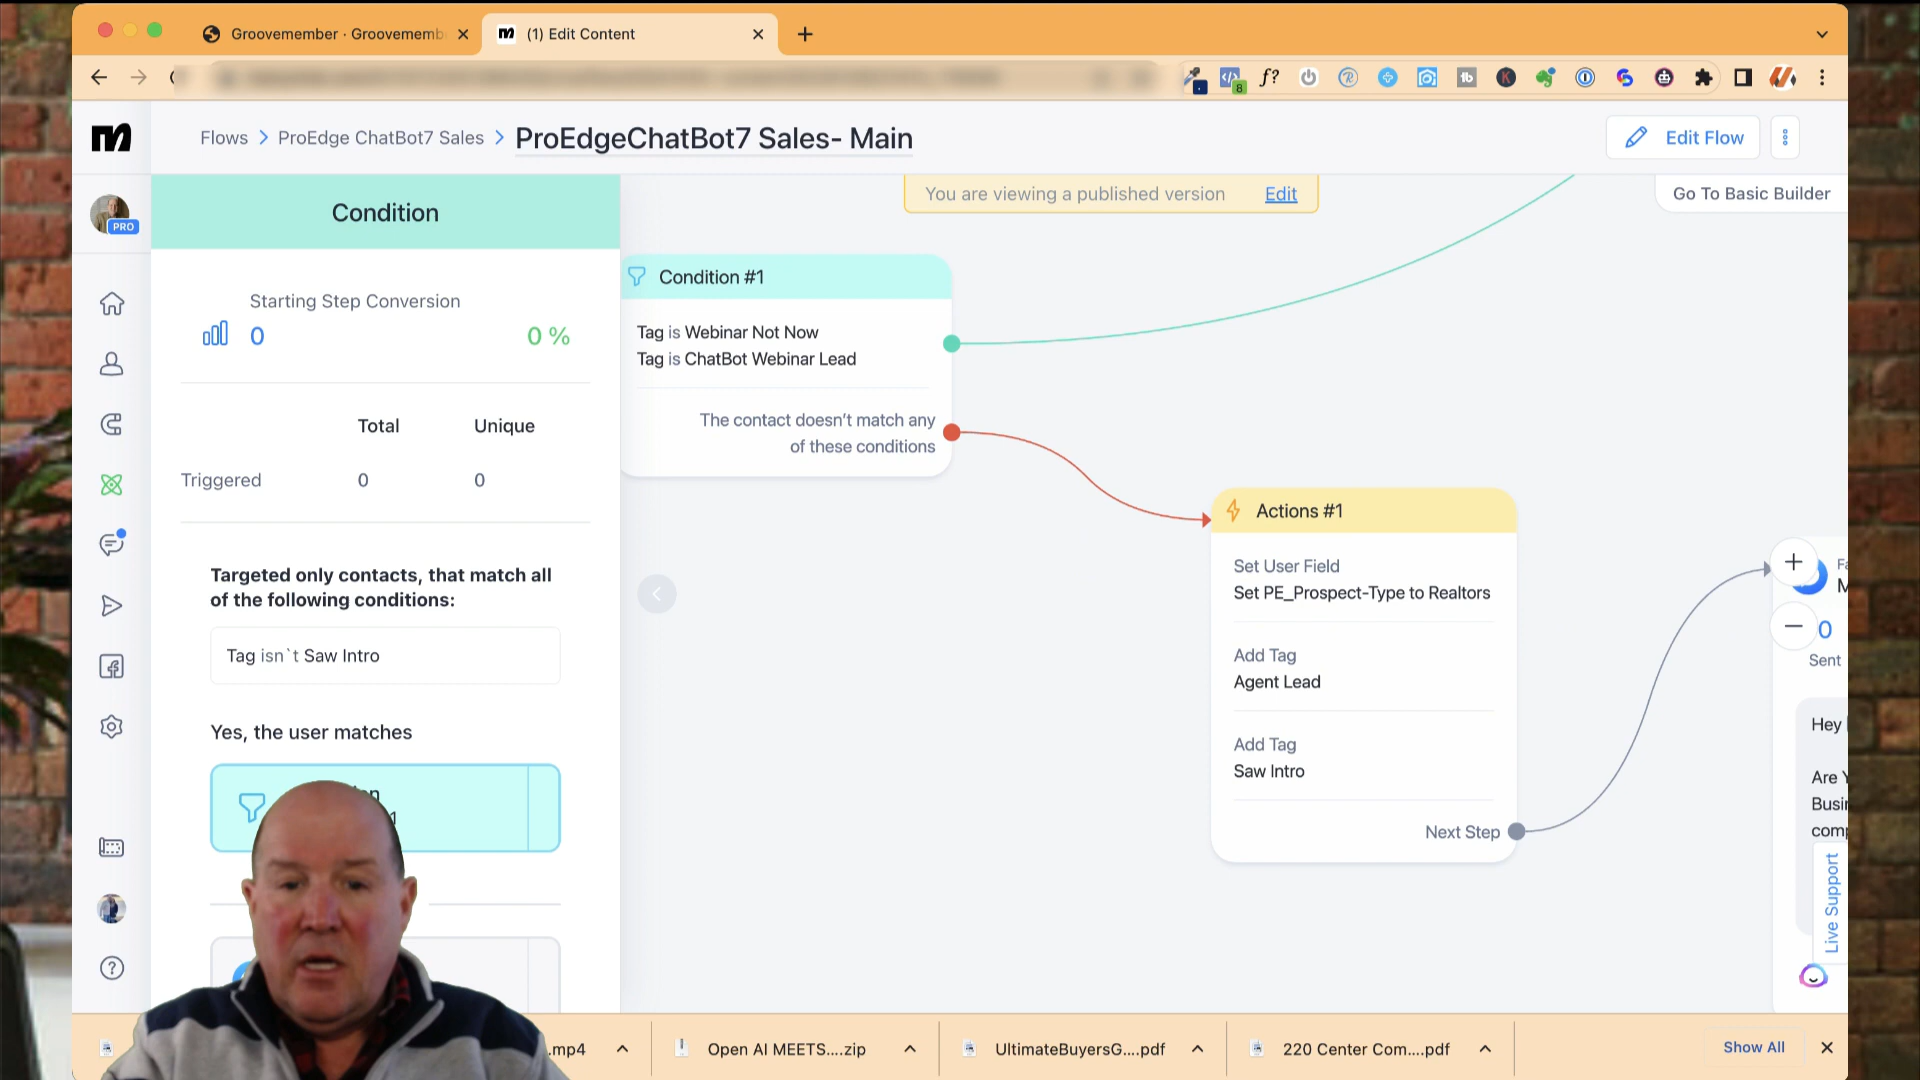 Groovemember · Groovememb
(1) Edit Content
8
Flows
ProEdge ChatBot7 Sales
ProEdgeChatBot7 Sales- Main
Edit Flow
PRO
Condition
You are viewing a published version
Edit
Go To Basic Builder
Starting Step Conversion
0
0 %
Total
Unique
Triggered
0
0
Targeted only contacts, that match all
of the following conditions:
Tag isn`t Saw Intro
Yes, the user matches
Condition #1
Tag is Webinar Not Now
Tag is ChatBot Webinar Lead
The contact doesn't match any
of these conditions
Actions #1
Set User Field
Set PE_Prospect-Type to Realtors
Add Tag
Agent Lead
Add Tag
Saw Intro
Next Step
0
Sent
Hey
Are
Live Support
.mp4
Open AI MEETS....zip
UltimateBuyersG....pdf
220 Center Com....pdf
Show All